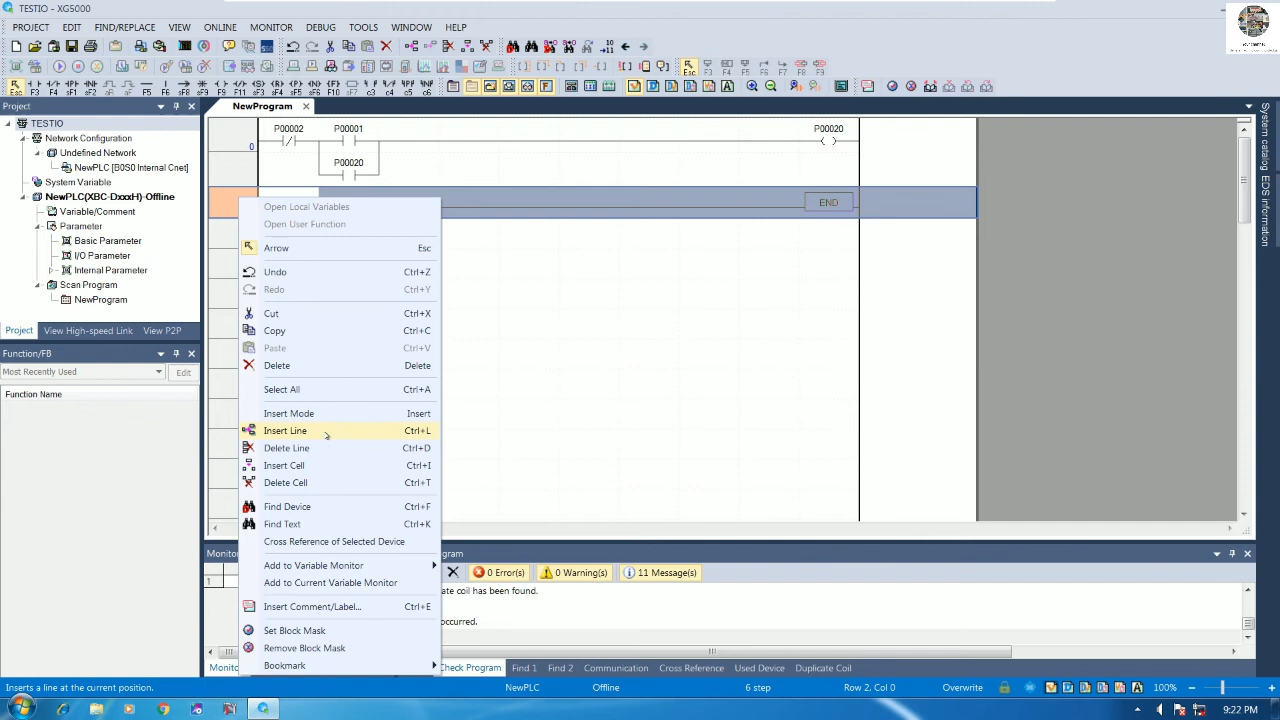 TESTIO - XG5000
PROJECT EDIT FIND/REPLACE VIEW ONLINE MONITOR DEBUG TOOLS WINDOW HELP
Project
TESTIO
Network Configuration
Undefined Network
NewPLC [B0S0 Internal Cnet]
System Variable
NewPLC(XBC-DxxxH)-Offline
Variable/Comment
Parameter
Basic Parameter
I/O Parameter
Internal Parameter
Scan Program
NewProgram
Project View High-speed Link View P2P
Function/FB
Most Recently Used Edit
Function Name
NewProgram
P00002 P00001 P00020
0
P00020
END
Open Local Variables
Open User Function
Arrow Esc
Undo Ctrl+Z
Redo Ctrl+Y
Cut Ctrl+X
Copy Ctrl+C
Paste Ctrl+V
Delete Delete
Select All Ctrl+A
Insert Mode Insert
Insert Line Ctrl+L
Delete Line Ctrl+D
Insert Cell Ctrl+I
Delete Cell Ctrl+T
Find Device Ctrl+F
Find Text Ctrl+K
Cross Reference of Selected Device
Add to Variable Monitor
Add to Current Variable Monitor
Insert Comment/Label... Ctrl+E
Set Block Mask
Remove Block Mask
Bookmark
System catalog EDS information
0 Error(s) 0 Warning(s) 11 Message(s)
1
coil has been found.
occurred.
Check Program Find 1 Find 2 Communication Cross Reference Used Device Duplicate Coil
Inserts a line at the current position. NewPLC Offline 6 step Row 2, Col 0 Overwrite 100%
9:22 PM